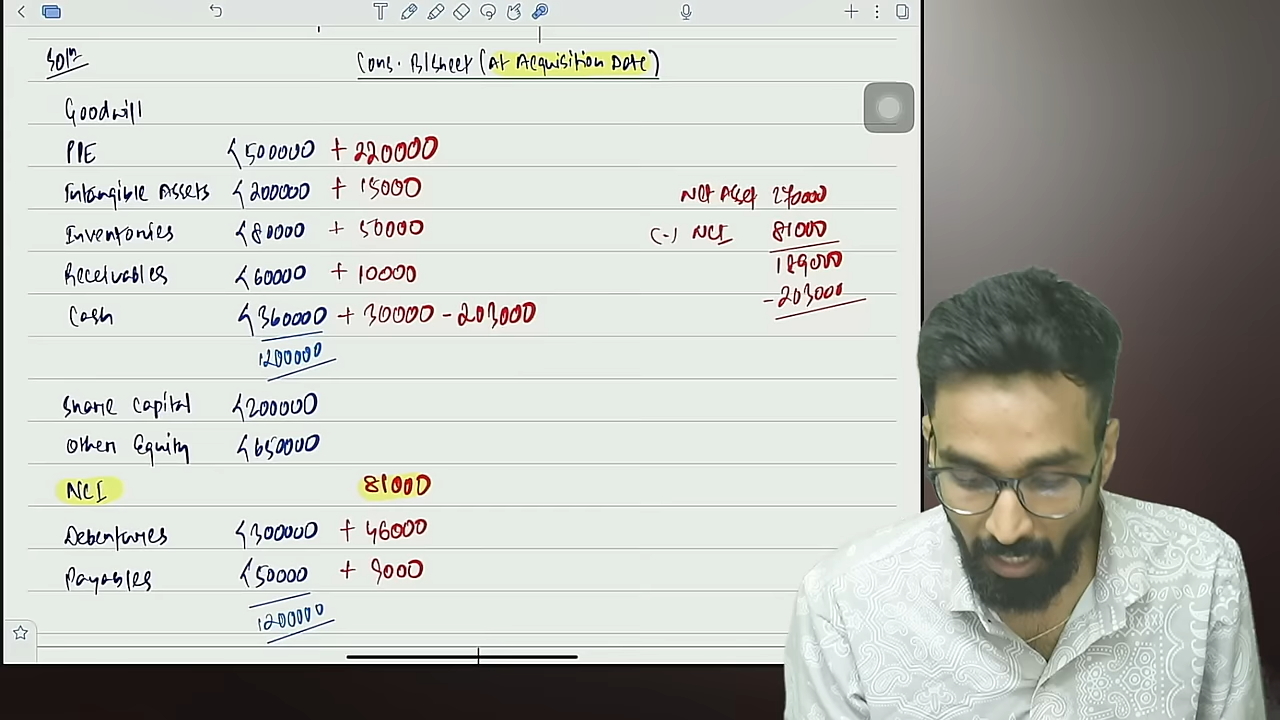 Soln
Cons. B/Sheet (At Acquisition Date)
Goodwill
PPE ₹500000 + 220000
Intangible Assets ₹200000 + 15000
Inventories ₹80000 + 50000
Receivables ₹60000 + 10000
Cash ₹360000 + 30000 - 203000
1200000
Net Asset 270000
(-) NCI 81000
189000
-203000
Share Capital ₹200000
Other Equity ₹650000
NCI 81000
Debentures ₹300000 + 46000
Payables ₹50000 + 9000
1200000